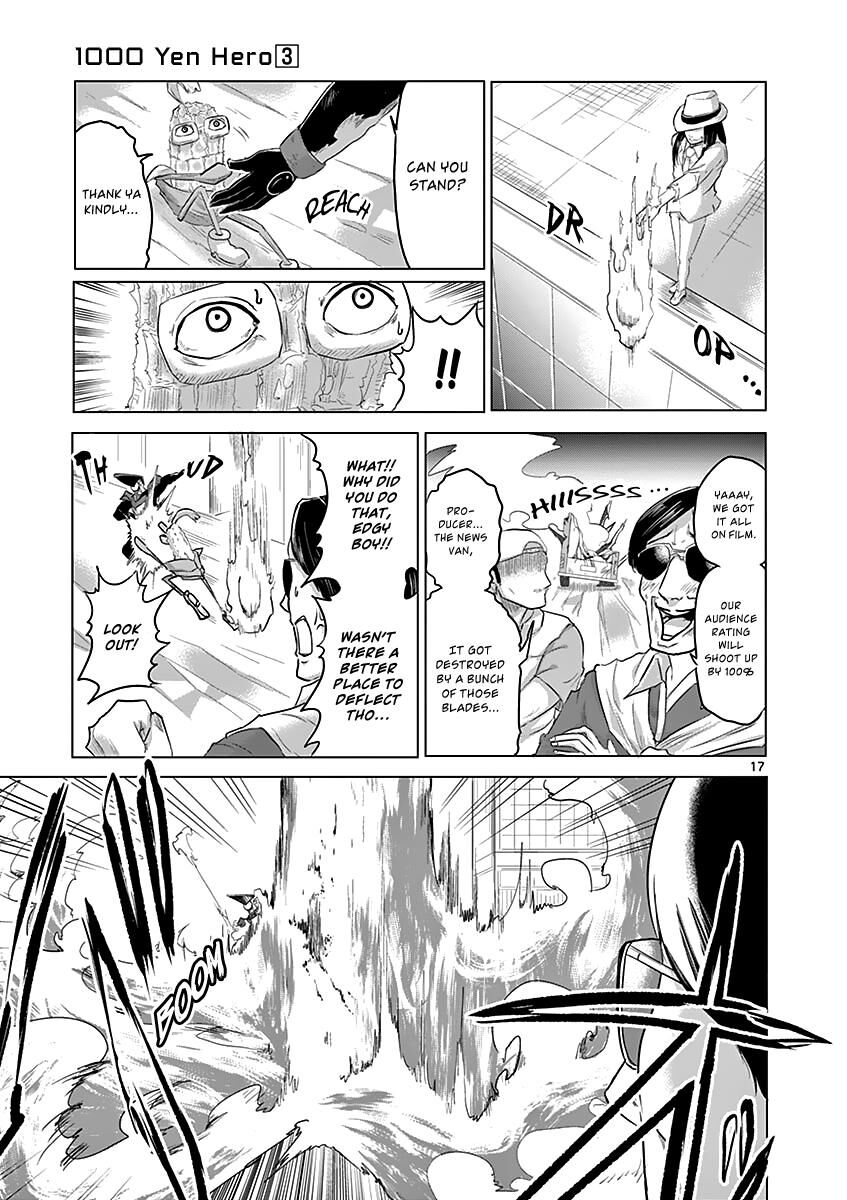 1000 Yen Hero 3
DR
OP...
CAN YOU
STAND?
REACH
THANK YA
KINDLY...
!!
YAAAY,
WE GOT
IT ALL
ON FILM.
OUR
AUDIENCE
RATING
WILL
SHOOT UP
BY 100%
HIIISSSS...
PRO-
DUCER...
THE NEWS
VAN,
IT GOT
DESTROYED
BY A BUNCH
OF THOSE
BLADES...
WHAT!!
WHY DID
YOU DO
THAT,
EDGY
BOY!!
WASN'T
THERE A
BETTER
PLACE TO
DEFLECT
THO...
TH
UD
LOOK
OUT!
17
BOOM